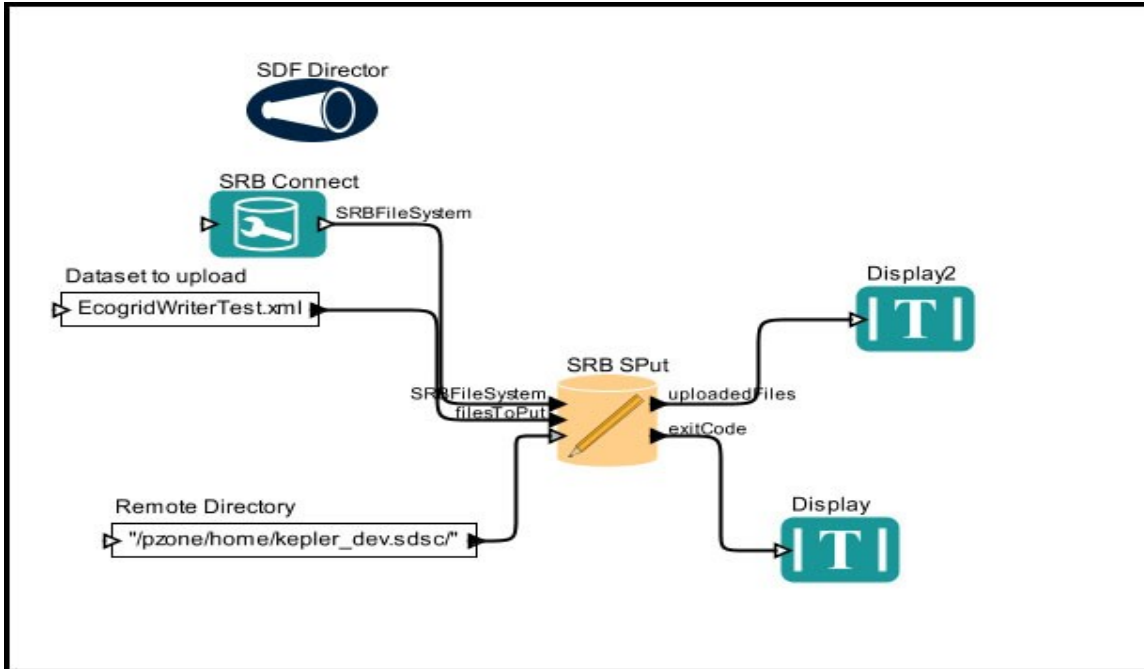 SDF Director
SRB Connect
SRBFileSystem
Dataset to upload
EcogridWriterTest.xml
Display2
T
SRB SPut
SRBFileSystem
uploadedFiles
filesToPut
exitCode
Remote Directory
"/pzone/home/kepler_dev.sdsc/"
Display
T